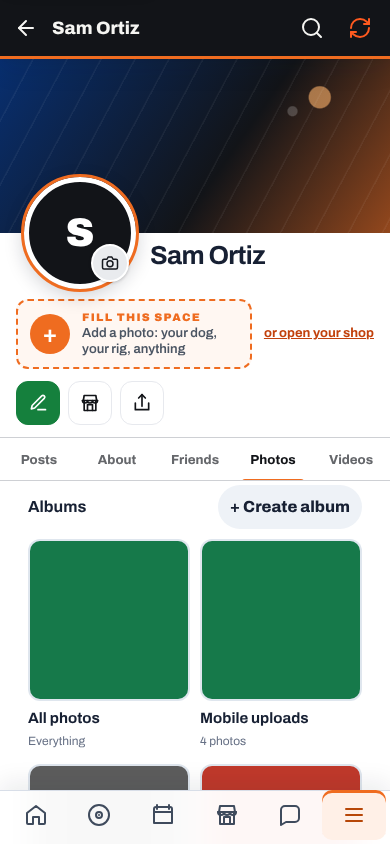 Sam Ortiz
S
Sam Ortiz
FILL THIS SPACE
+
Add a photo: your dog,
your rig, anything
or open your shop
Posts About Friends Photos Videos
Albums
+ Create album
All photos
Mobile uploads
Everything
4 photos